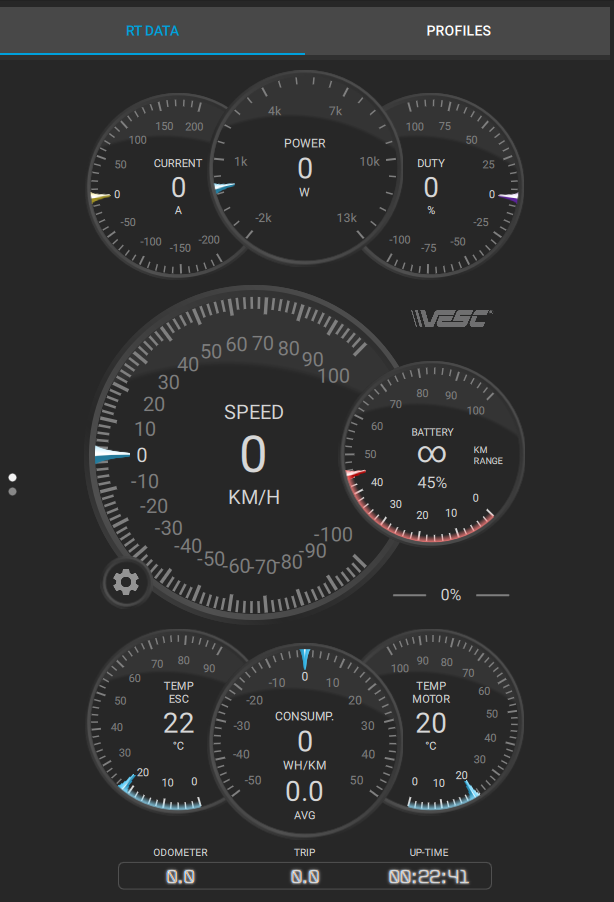 RT DATA PROFILES
4k 7k
150 200 100 75
100 50
CURRENT POWER DUTY
50 1k 10k 25
0 0 0 0 0
A W %
-50 -2k 13k -25
-100 -150 -200 -100 -75 -50
VESC
50 60 70 80
40 90
30 100
20
10
SPEED
0 0
KM/H
-10
-20
-30
-40
-50 -60 -70 -80 -90 -100
80 90
70 100
60
BATTERY
50 ∞ KM RANGE
45%
40 30 20 10 0
0%
70 80 90
60
50
40
30
20 10 0
TEMP
ESC
22
°C
0
-10 10
-20 20
-30 30
-40 40
-50 50
CONSUMP.
0
WH/KM
0.0
AVG
100 90 80 70
60
50
40
30
0 10 20
TEMP
MOTOR
20
°C
ODOMETER TRIP UP-TIME
0.0 0.0 00:22:41